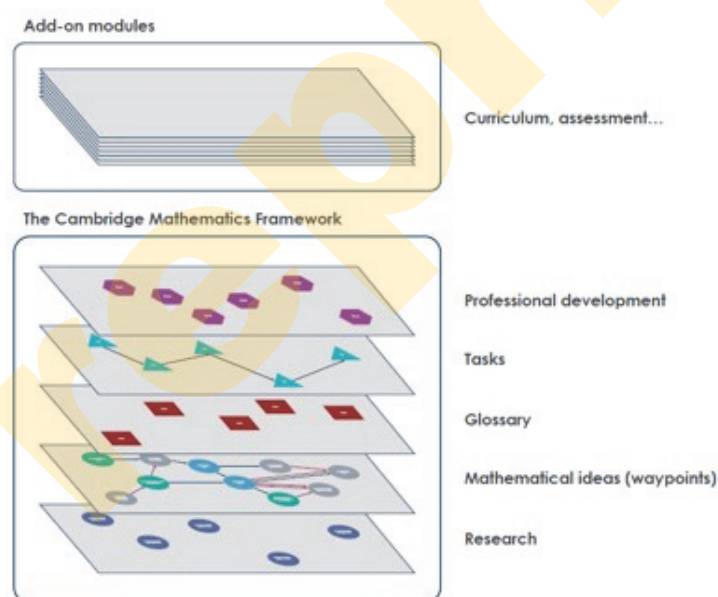 Add-on modules
Curriculum, assessment...
The Cambridge Mathematics Framework
Professional development
Tasks
Glossary
Mathematical ideas (waypoints)
Research